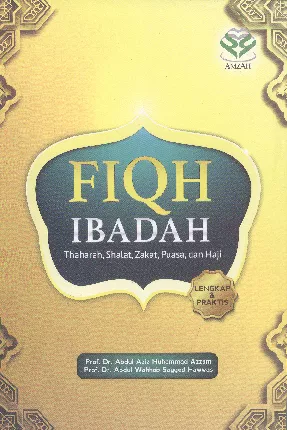 AMZAH
FIQH
IBADAH
Thaharah, Shalat, Zakat, Puasa, dan Haji
LENGKAP
&
PRAKTIS
Prof. Dr. Abdul Aziz Muhammad Azzam
Prof. Dr. Abdul Wahhab Sayyed Hawwas